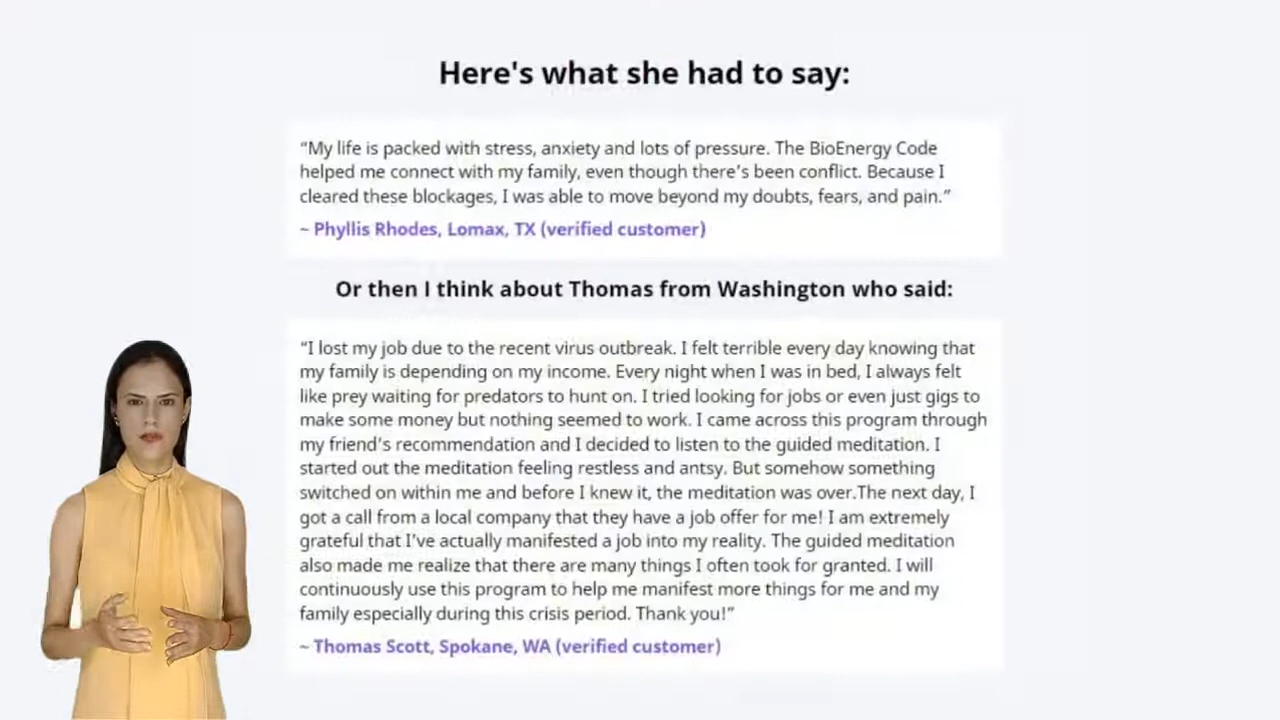 Here's what she had to say:
“My life is packed with stress, anxiety and lots of pressure. The BioEnergy Code
helped me connect with my family, even though there's been conflict. Because I
cleared these blockages, I was able to move beyond my doubts, fears, and pain.”
~ Phyllis Rhodes, Lomax, TX (verified customer)
Or then I think about Thomas from Washington who said:
“I lost my job due to the recent virus outbreak. I felt terrible every day knowing that
my family is depending on my income. Every night when I was in bed, I always felt
like prey waiting for predators to hunt on. I tried looking for jobs or even just gigs to
make some money but nothing seemed to work. I came across this program through
my friend's recommendation and I decided to listen to the guided meditation. I
started out the meditation feeling restless and antsy. But somehow something
switched on within me and before I knew it, the meditation was over.The next day, I
got a call from a local company that they have a job offer for me! I am extremely
grateful that I've actually manifested a job into my reality. The guided meditation
also made me realize that there are many things I often took for granted. I will
continuously use this program to help me manifest more things for me and my
family especially during this crisis period. Thank you!”
~ Thomas Scott, Spokane, WA (verified customer)